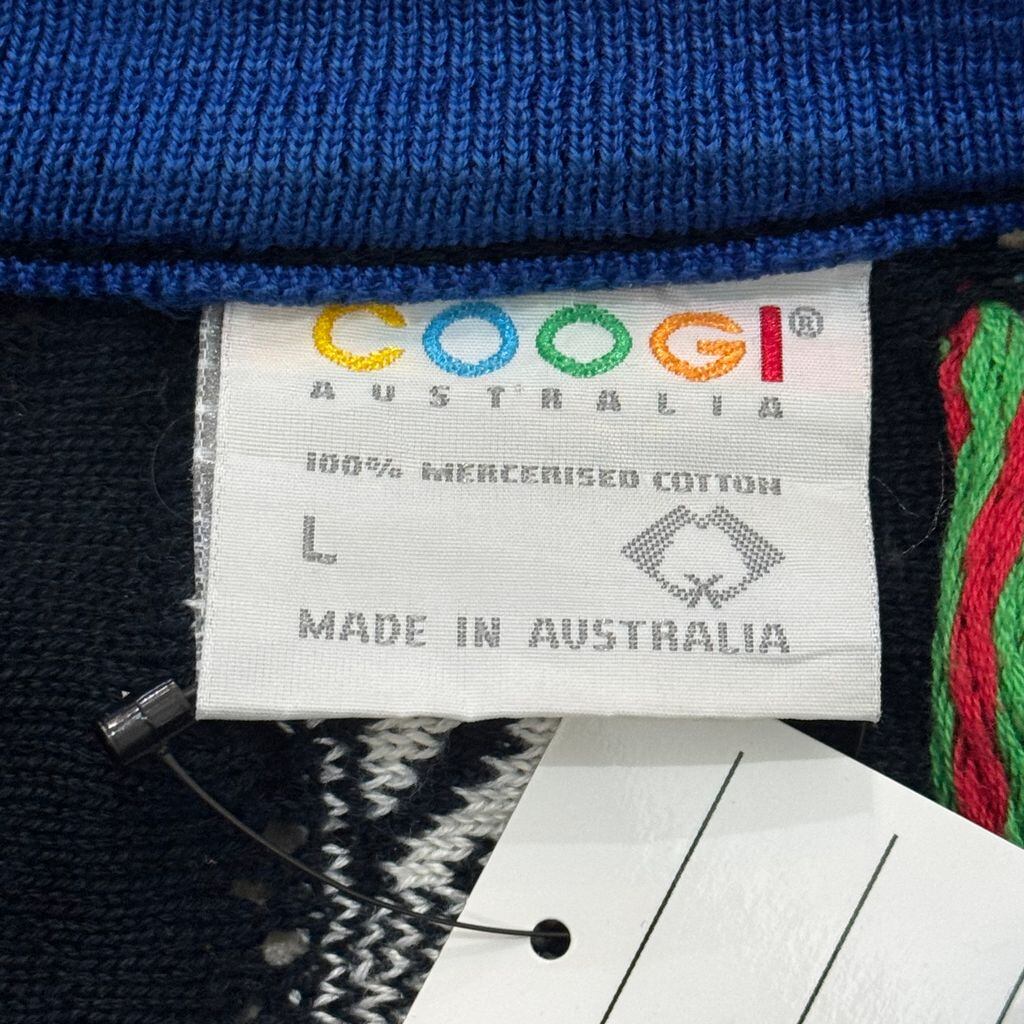 COOGI®
AUSTRALIA
100% MERCERISED COTTON
L
MADE IN AUSTRALIA